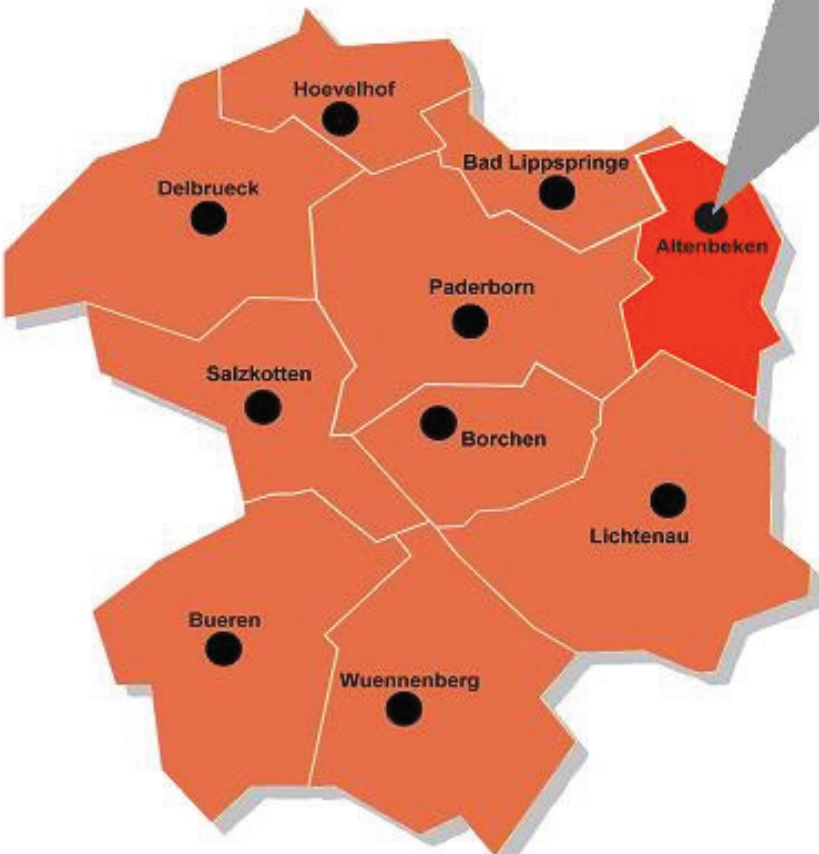 Hoevelhof
Bad Lippspringe
Delbrueck
Altenbeken
Paderborn
Salzkotten
Borchen
Lichtenau
Bueren
Wuennenberg